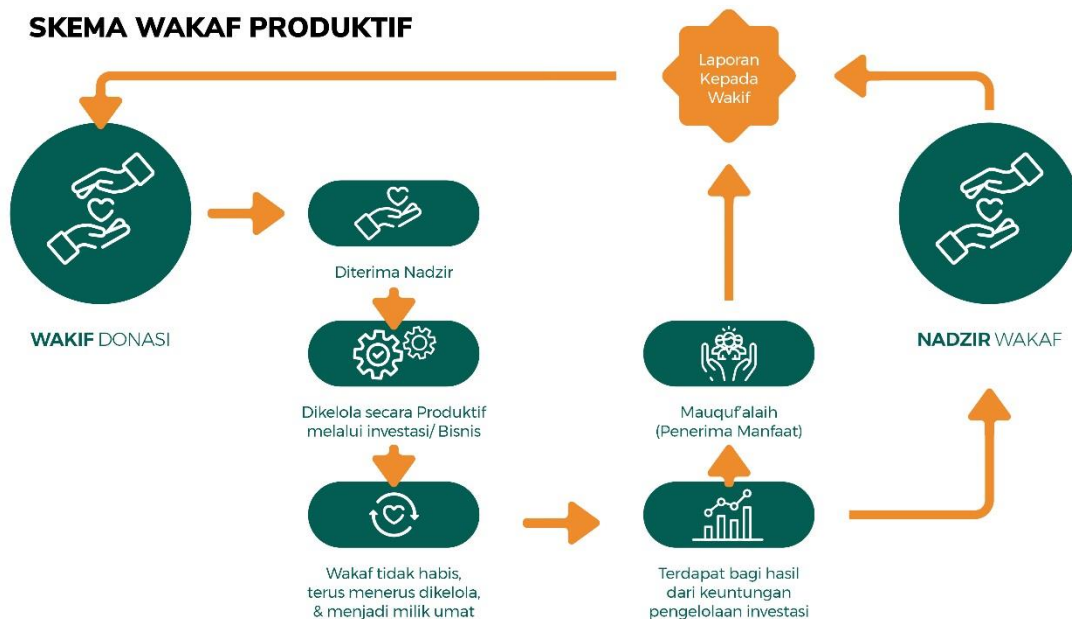 SKEMA WAKAF PRODUKTIF
Laporan
Kepada
Wakif
WAKIF DONASI
Diterima Nadzir
Dikelola secara Produktif
melalui investasi/ Bisnis
Wakaf tidak habis,
terus menerus dikelola,
& menjadi milik umat
Terdapat bagi hasil
dari keuntungan
pengelolaan investasi
Mauquf'alaih
(Penerima Manfaat)
NADZIR WAKAF